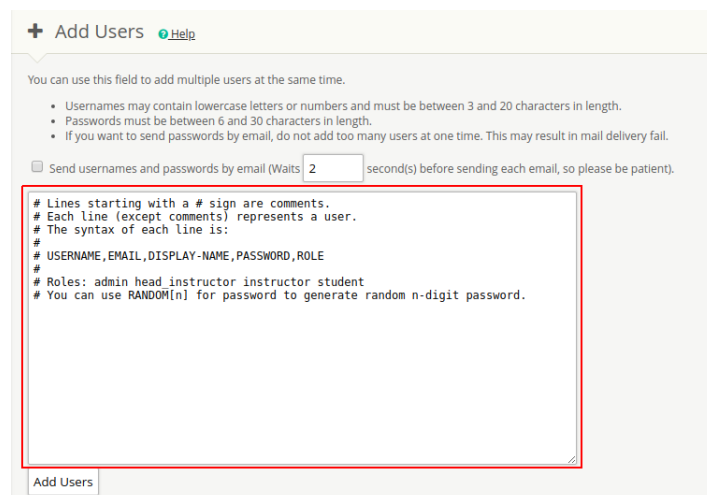 Add Users Help
You can use this field to add multiple users at the same time.
Usernames may contain lowercase letters or numbers and must be between 3 and 20 characters in length.
Passwords must be between 6 and 30 characters in length.
If you want to send passwords by email, do not add too many users at one time. This may result in mail delivery fail.
Send usernames and passwords by email (Waits 2 second(s) before sending each email, so please be patient).
# Lines starting with a # sign are comments.
# Each line (except comments) represents a user.
# The syntax of each line is:
#
# USERNAME,EMAIL,DISPLAY-NAME,PASSWORD,ROLE
#
# Roles: admin head_instructor instructor student
# You can use RANDOM[n] for password to generate random n-digit password.
Add Users